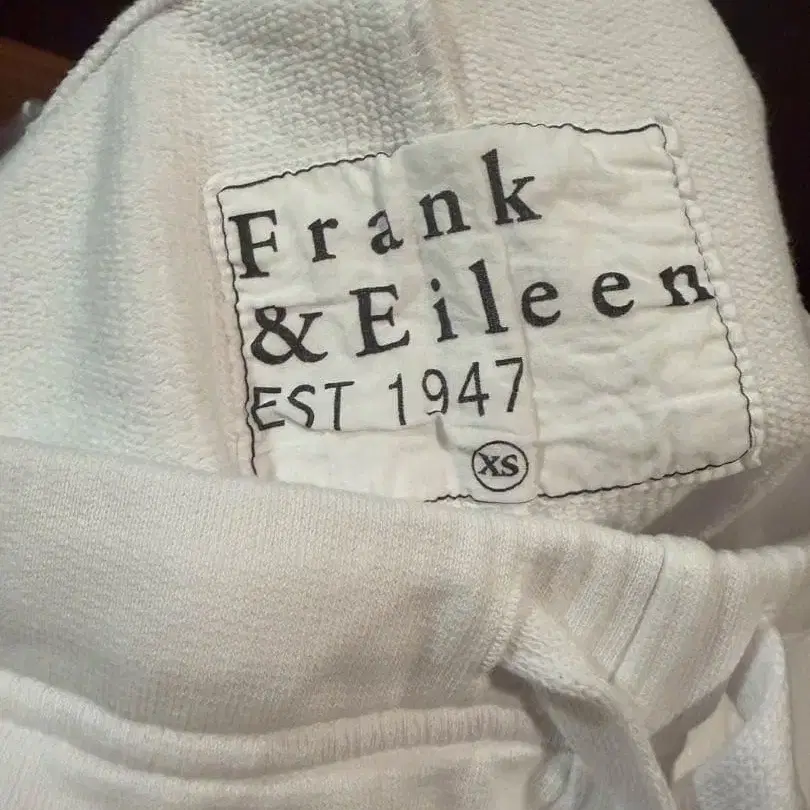 Frank
& Eileen
EST 1947
XS